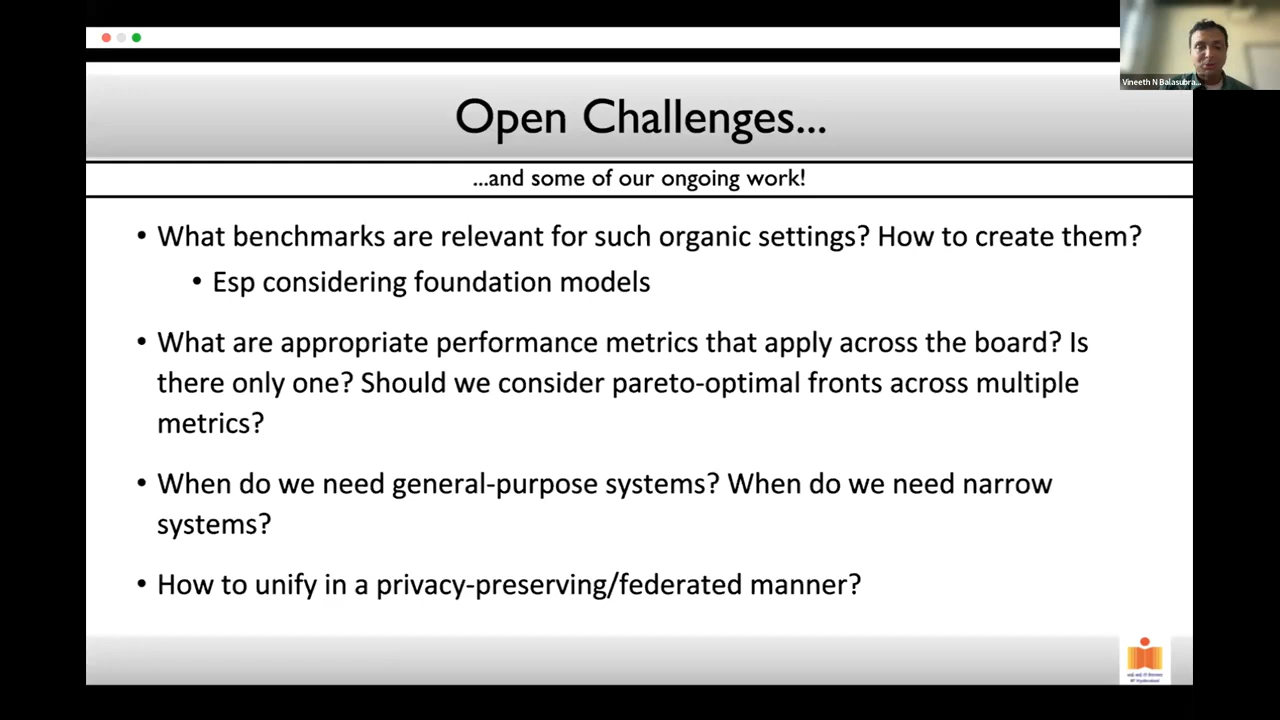 Vineeth N Balasubra...
Open Challenges...
...and some of our ongoing work!
• What benchmarks are relevant for such organic settings? How to create them?
• Esp considering foundation models
• What are appropriate performance metrics that apply across the board? Is
there only one? Should we consider pareto-optimal fronts across multiple
metrics?
• When do we need general-purpose systems? When do we need narrow
systems?
• How to unify in a privacy-preserving/federated manner?